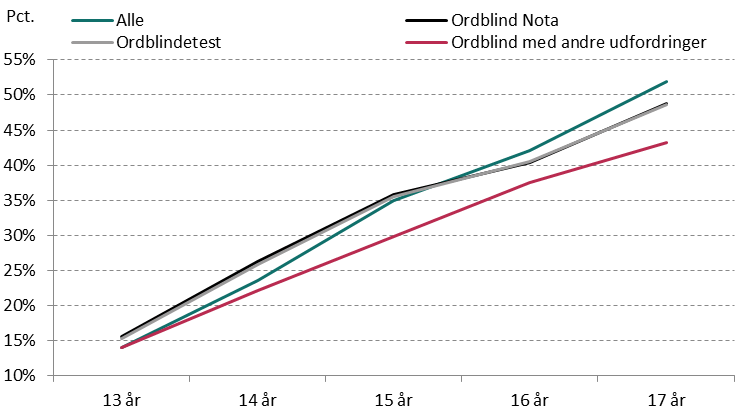 Pct.
Alle
Ordblind Nota
Ordblindetest
Ordblind med andre udfordringer
55%
50%
45%
40%
35%
30%
25%
20%
15%
10%
13 år 14 år 15 år 16 år 17 år